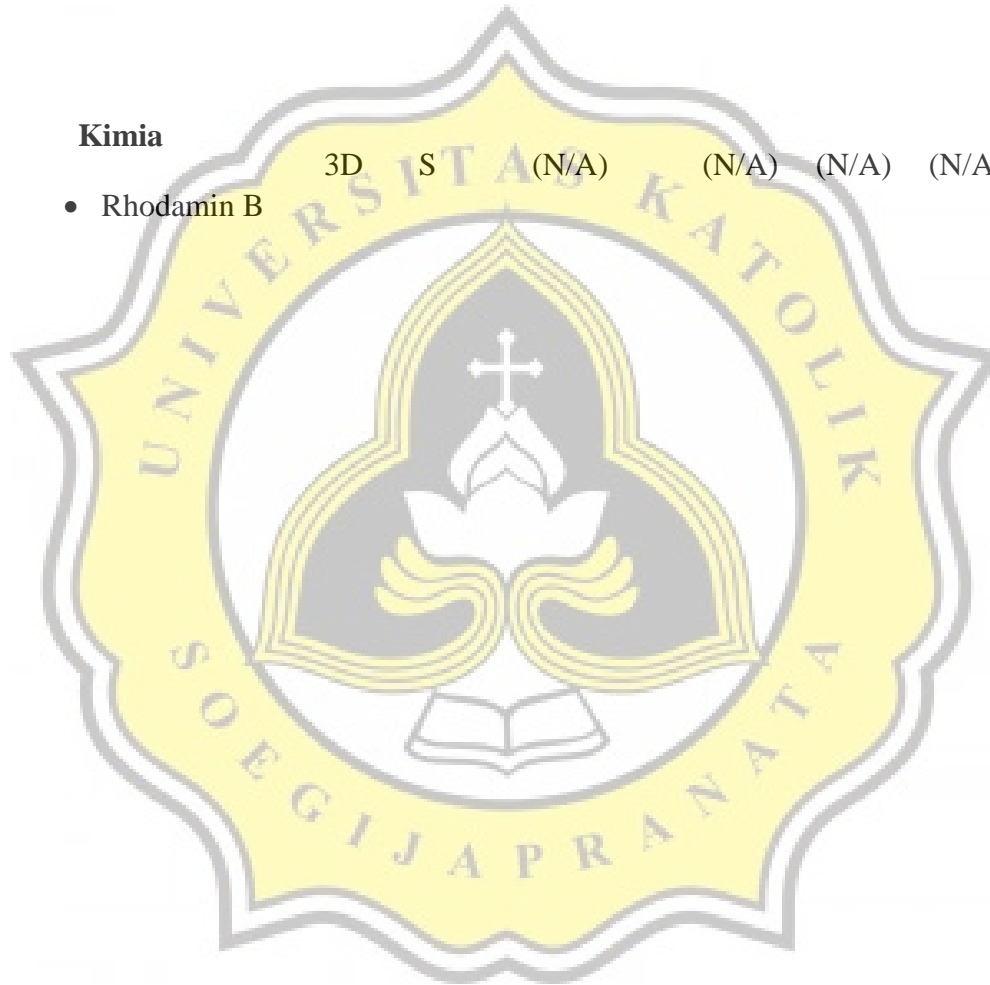 Kimia
3D S (N/A) (N/A) (N/A) (N/A
• Rhodamin B
UNIVERSITAS KATOLIK
SOEGIJAPRANATA